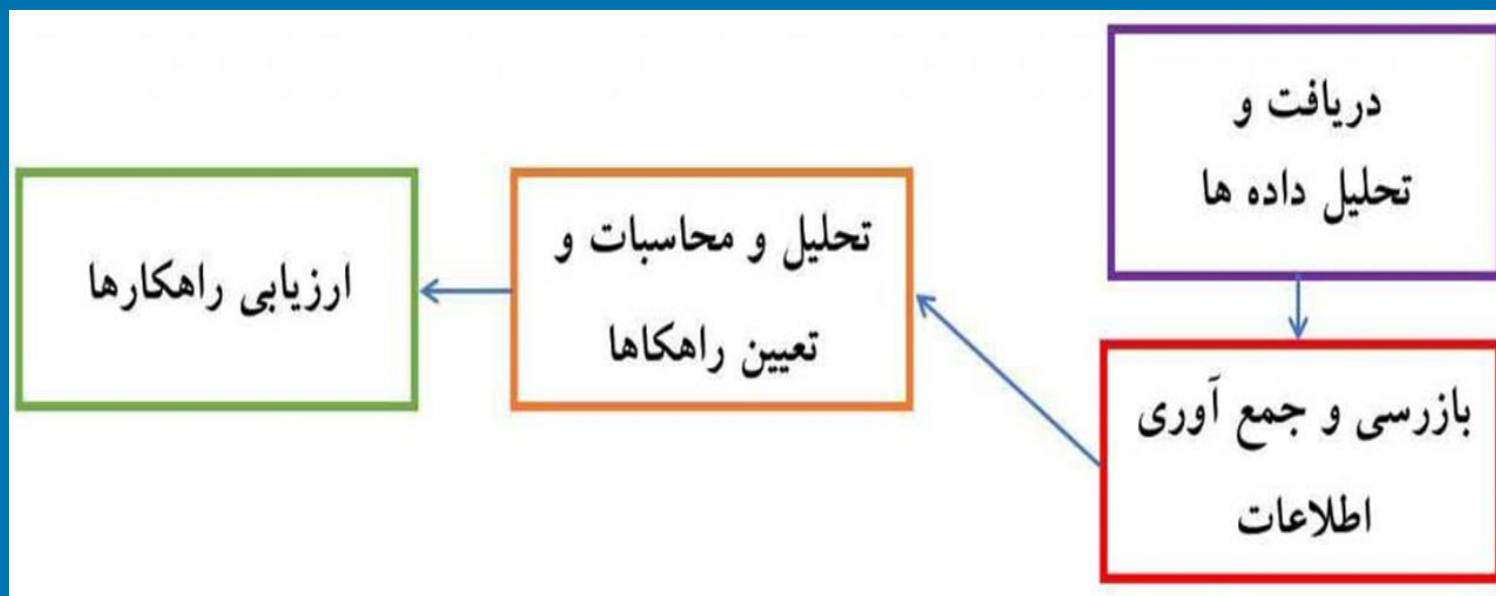 دریافت و
تحلیل داده ها
بازرسی و جمع آوری
اطلاعات
تحلیل و محاسبات و
تعیین راهکاها
ارزیابی راهکارها